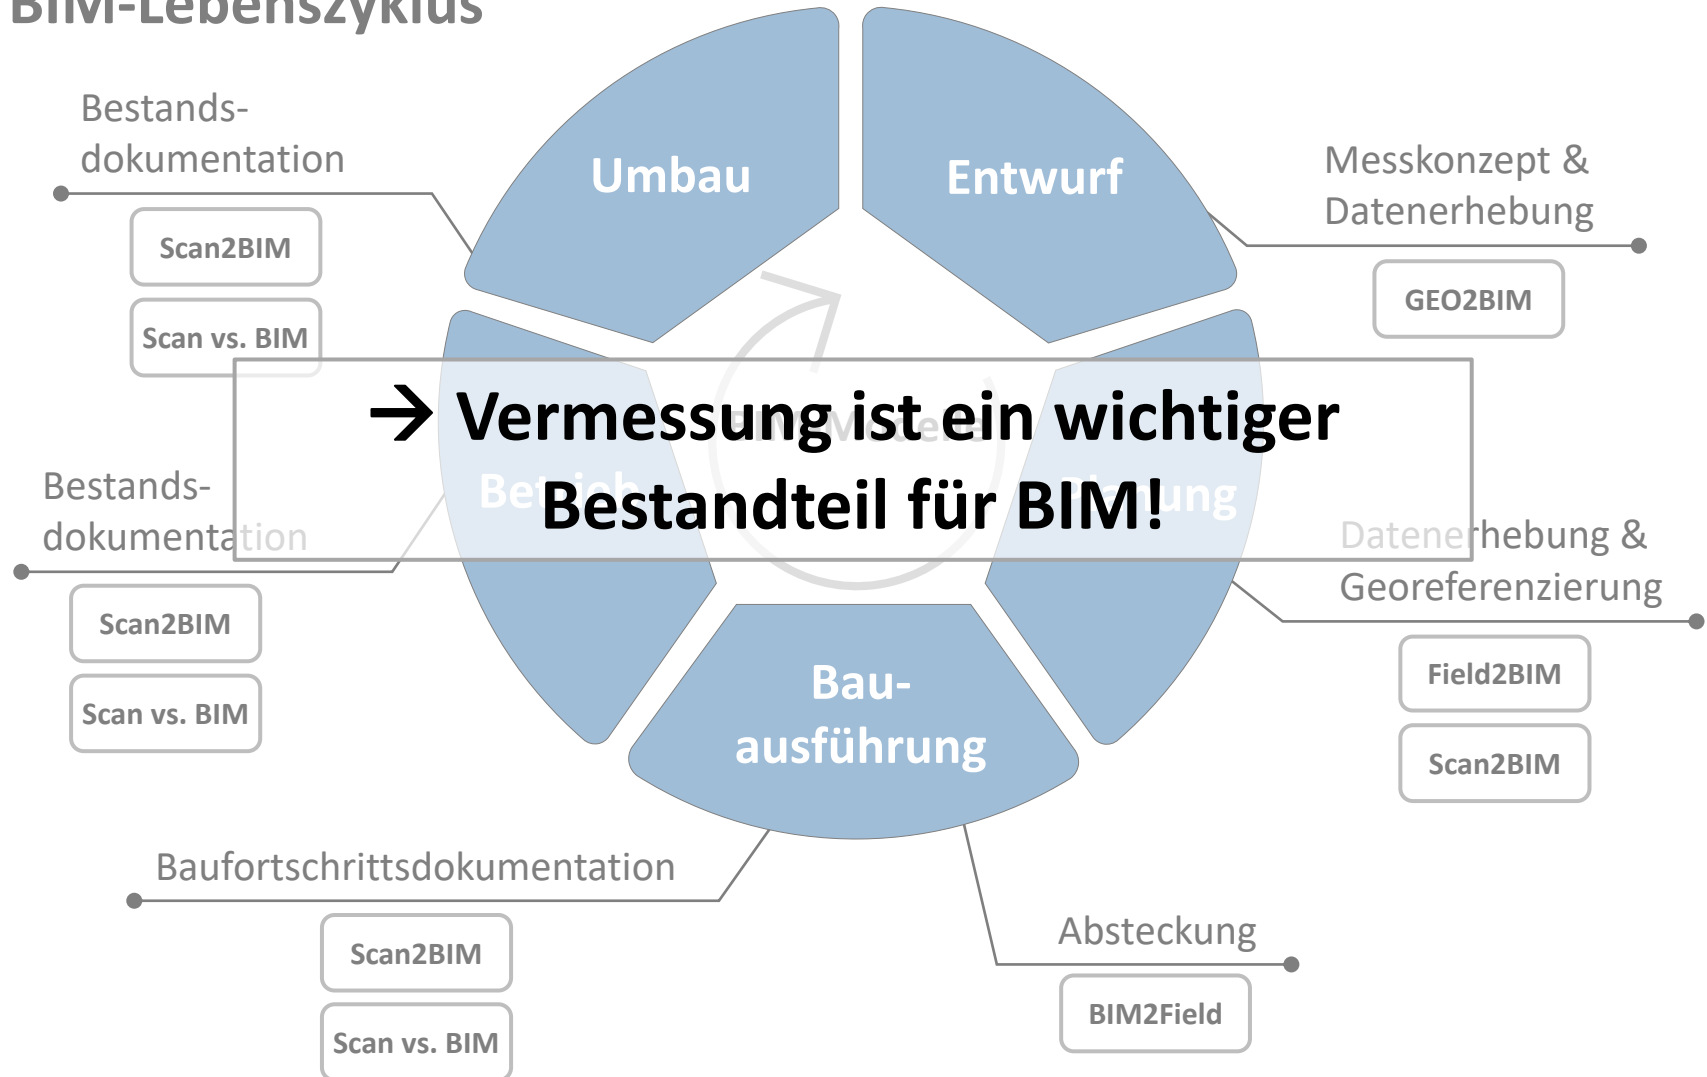 BIM-Lebenszyklus
Bestands-
dokumentation
Scan2BIM
Scan vs. BIM
Umbau
Entwurf
Messkonzept &
Datenerhebung
GEO2BIM
→ Vermessung ist ein wichtiger
Bestandteil für BIM!
Betrieb
Planung
Bestands-
dokumentation
Scan2BIM
Scan vs. BIM
Datenerhebung &
Georeferenzierung
Field2BIM
Scan2BIM
Bau-
ausführung
Baufortschrittsdokumentation
Scan2BIM
Scan vs. BIM
Absteckung
BIM2Field